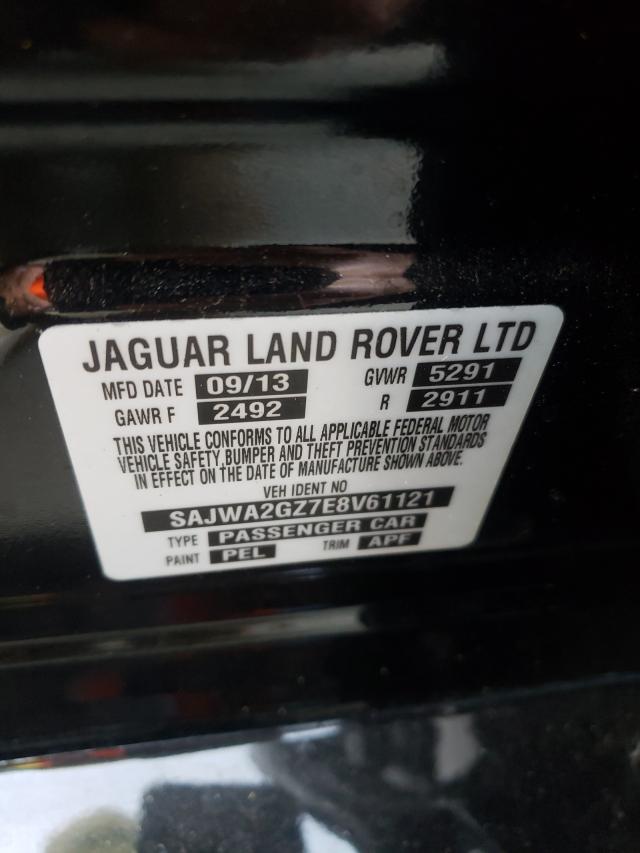 JAGUAR LAND ROVER LTD
MFD DATE 09/13 GVWR 5291
GAWR F 2492 R 2911
THIS VEHICLE CONFORMS TO ALL APPLICABLE FEDERAL MOTOR
VEHICLE SAFETY, BUMPER AND THEFT PREVENTION STANDARDS
IN EFFECT ON THE DATE OF MANUFACTURE SHOWN ABOVE.
VEH IDENT NO
SAJWA2GZ7E8V61121
TYPE PASSENGER CAR
PAINT PEL TRIM APF